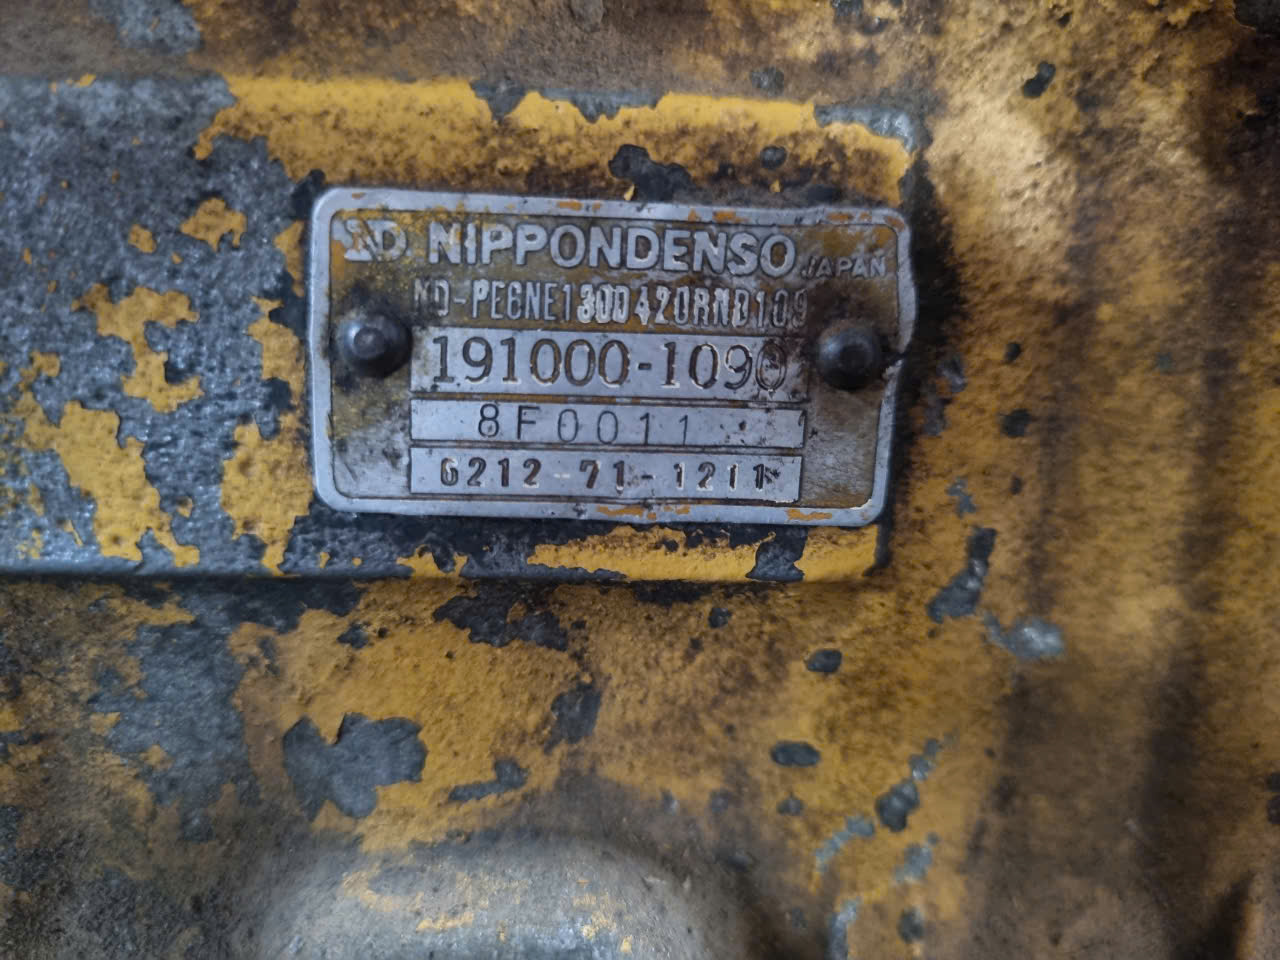 ND NIPPONDENSO JAPAN
ND-PE6NE130D420RND109
191000-1090
8F0011
6212-71-1211